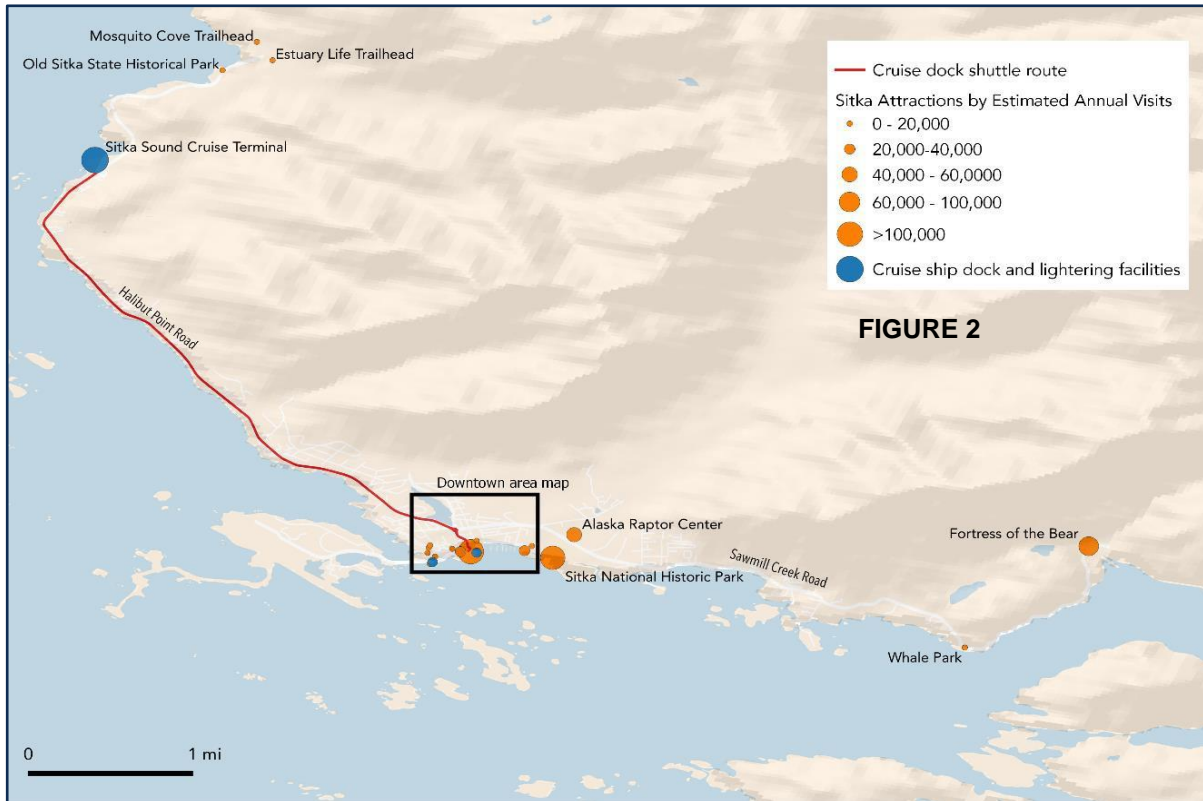 Mosquito Cove Trailhead
Estuary Life Trailhead
Old Sitka State Historical Park
Sitka Sound Cruise Terminal
Cruise dock shuttle route
Sitka Attractions by Estimated Annual Visits
0 - 20,000
20,000-40,000
40,000 - 60,0000
60,000 - 100,000
>100,000
Cruise ship dock and lightering facilities
FIGURE 2
Halibut Point Road
Downtown area map
Alaska Raptor Center
Fortress of the Bear
Sitka National Historic Park
Sawmill Creek Road
Whale Park
0 1 mi